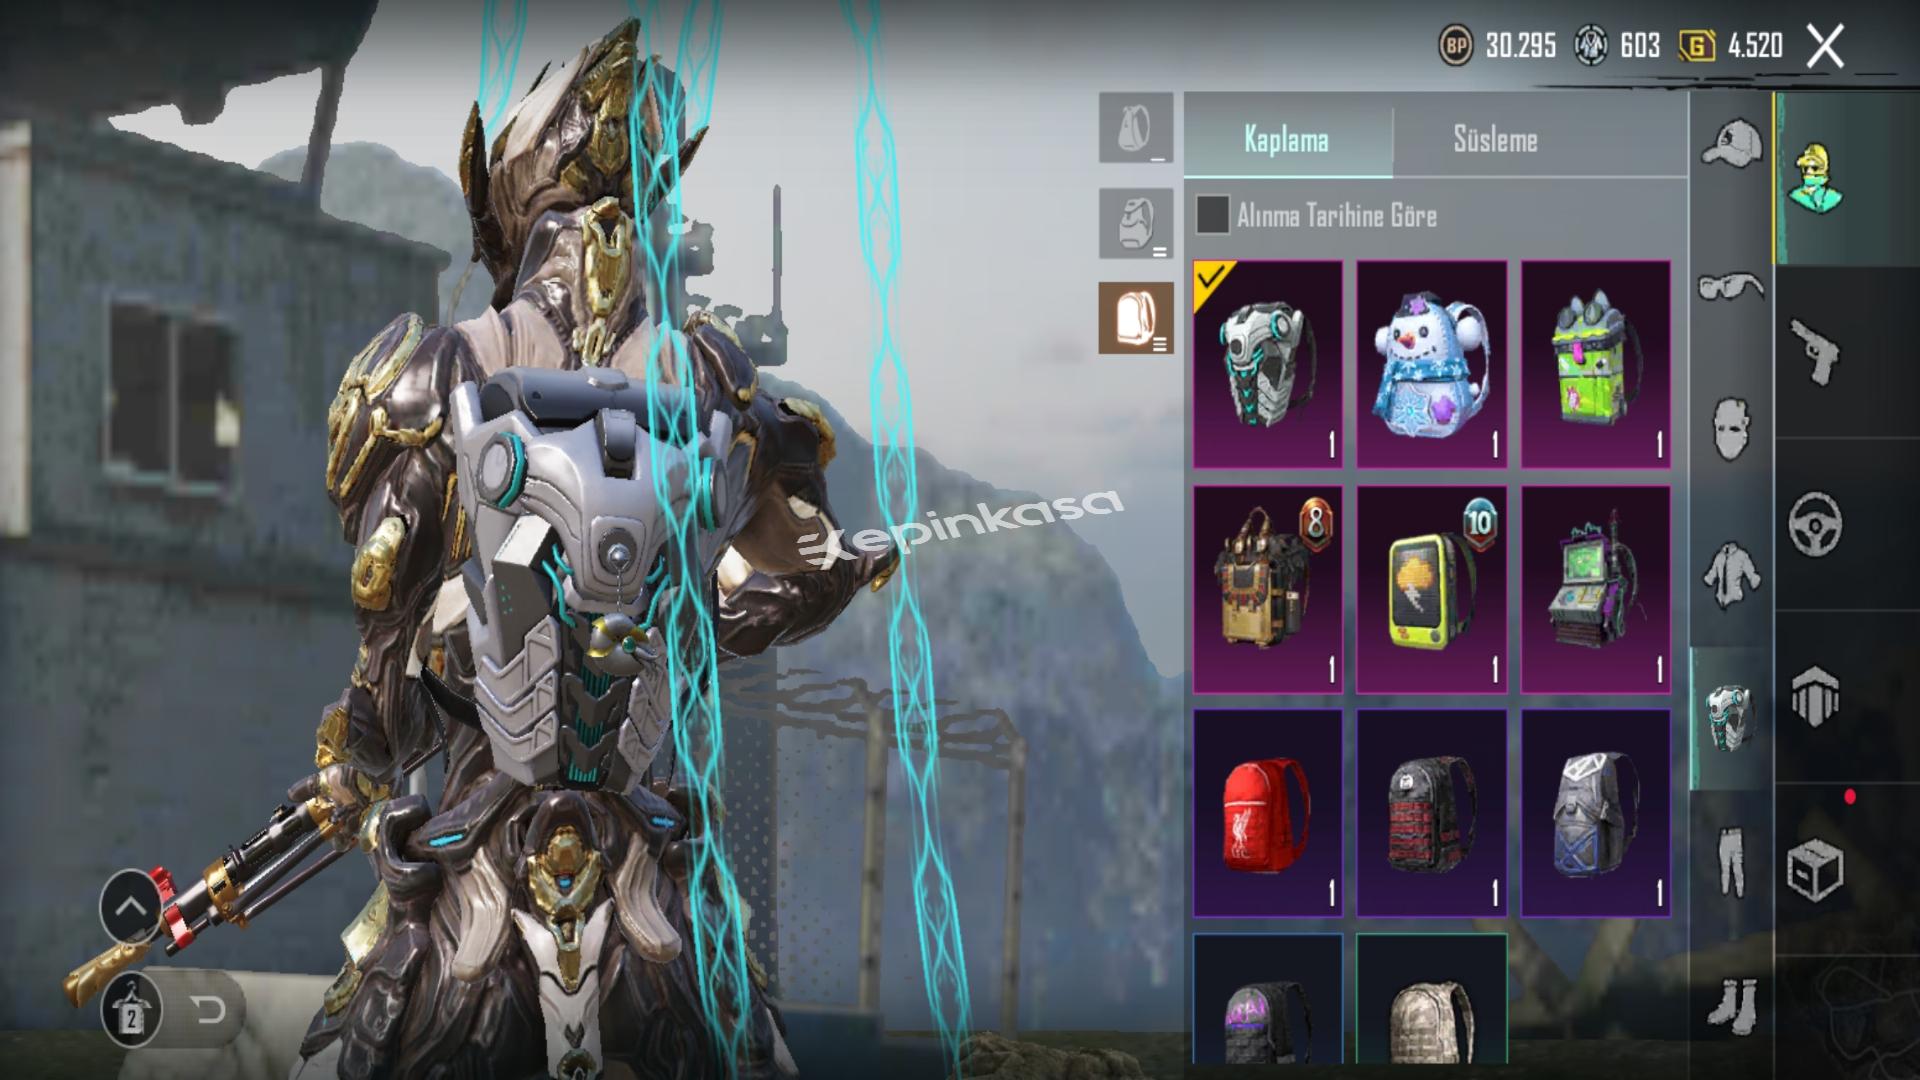 BP 30.295 603 G 4.520
Kaplama Süsleme
Alınma Tarihine Göre
1 1 1
8 10
1 1 1
1 1 1
epinkasa
2